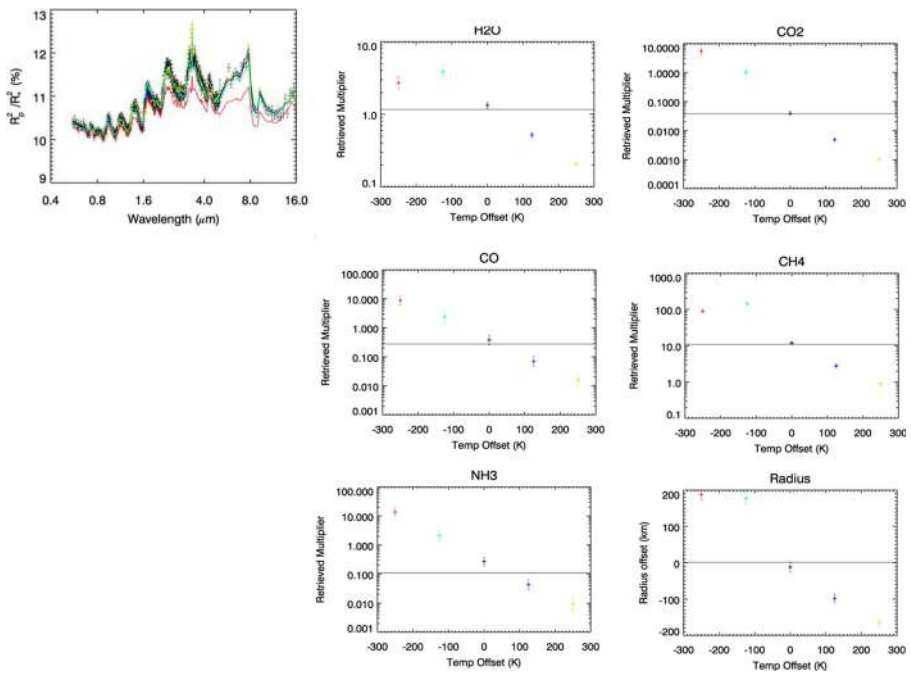 13
12
11
10
9
R²ₚ/R²⁎ (%)
0.4 0.8 1.6 4.0 8.0 16.0
Wavelength (μm)
H2O
10.0
1.0
0.1
Retrieved Multiplier
-300 -200 -100 0 100 200 300
Temp Offset (K)
CO2
10.0000
1.0000
0.1000
0.0100
0.0010
0.0001
Retrieved Multiplier
-300 -200 -100 0 100 200 300
Temp Offset (K)
CO
100.000
10.000
1.000
0.100
0.010
0.001
Retrieved Multiplier
-300 -200 -100 0 100 200 300
Temp Offset (K)
CH4
1000.0
100.0
10.0
1.0
0.1
Retrieved Multiplier
-300 -200 -100 0 100 200 300
Temp Offset (K)
NH3
100.000
10.000
1.000
0.100
0.010
0.001
Retrieved Multiplier
-300 -200 -100 0 100 200 300
Temp Offset (K)
Radius
200
100
0
-100
-200
Radius offset (km)
-300 -200 -100 0 100 200 300
Temp Offset (K)